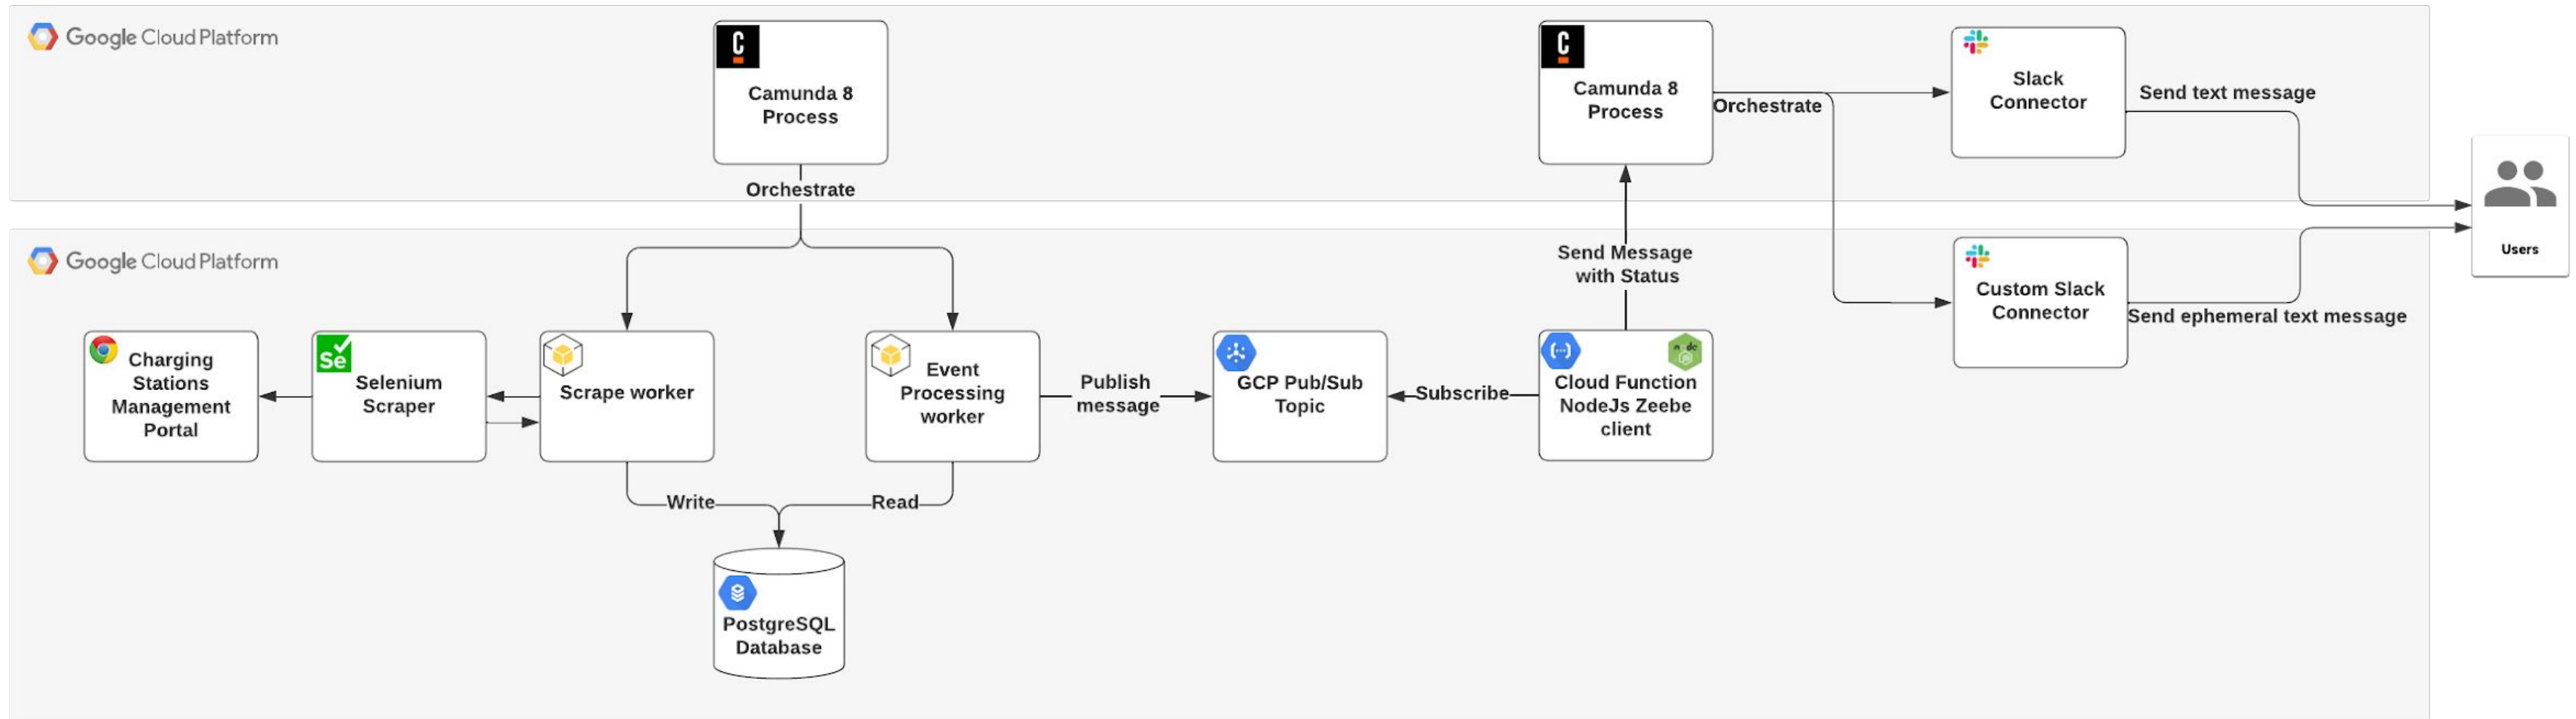 Google Cloud Platform
C
Camunda 8
Process
Orchestrate
C
Camunda 8
Process
Orchestrate
Slack
Connector
Send text message
Users
Google Cloud Platform
Charging
Stations
Management
Portal
Se
Selenium
Scraper
Scrape worker
Event
Processing
worker
Publish
message
GCP Pub/Sub
Topic
Subscribe
Send Message
with Status
node
JS
Cloud Function
NodeJs Zeebe
client
Custom Slack
Connector
Send ephemeral text message
Write
Read
PostgreSQL
Database